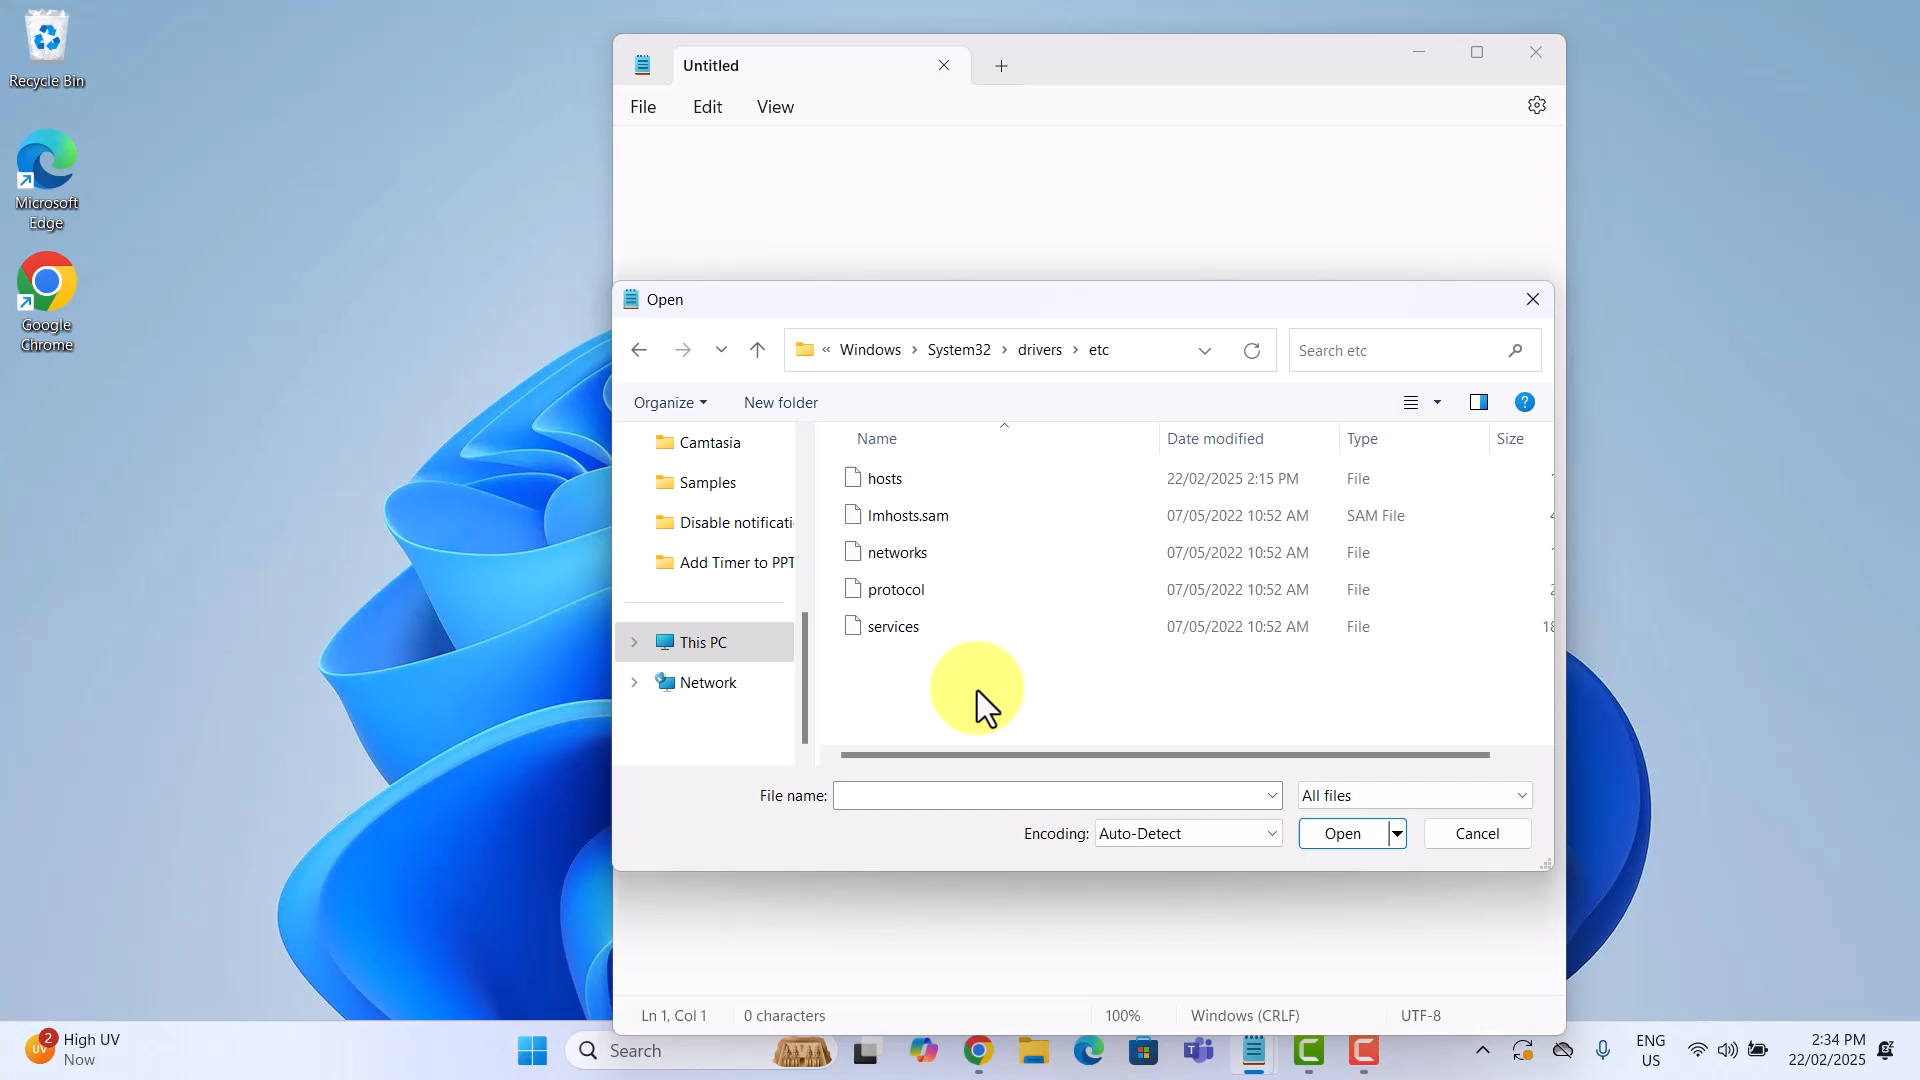 Recycle Bin
Microsoft
Edge
Google
Chrome
Untitled
File Edit View
Open
« Windows > System32 > drivers > etc
Search etc
Organize New folder
?
Camtasia
Samples
Disable notificati
Add Timer to PPT
This PC
Network
Name Date modified Type Size
hosts 22/02/2025 2:15 PM File
lmhosts.sam 07/05/2022 10:52 AM SAM File
networks 07/05/2022 10:52 AM File
protocol 07/05/2022 10:52 AM File
services 07/05/2022 10:52 AM File 18
File name: All files
Encoding: Auto-Detect Open Cancel
Ln 1, Col 1 0 characters 100% Windows (CRLF) UTF-8
UV 2 High UV
Now
Search
ENG
US
2:34 PM
22/02/2025